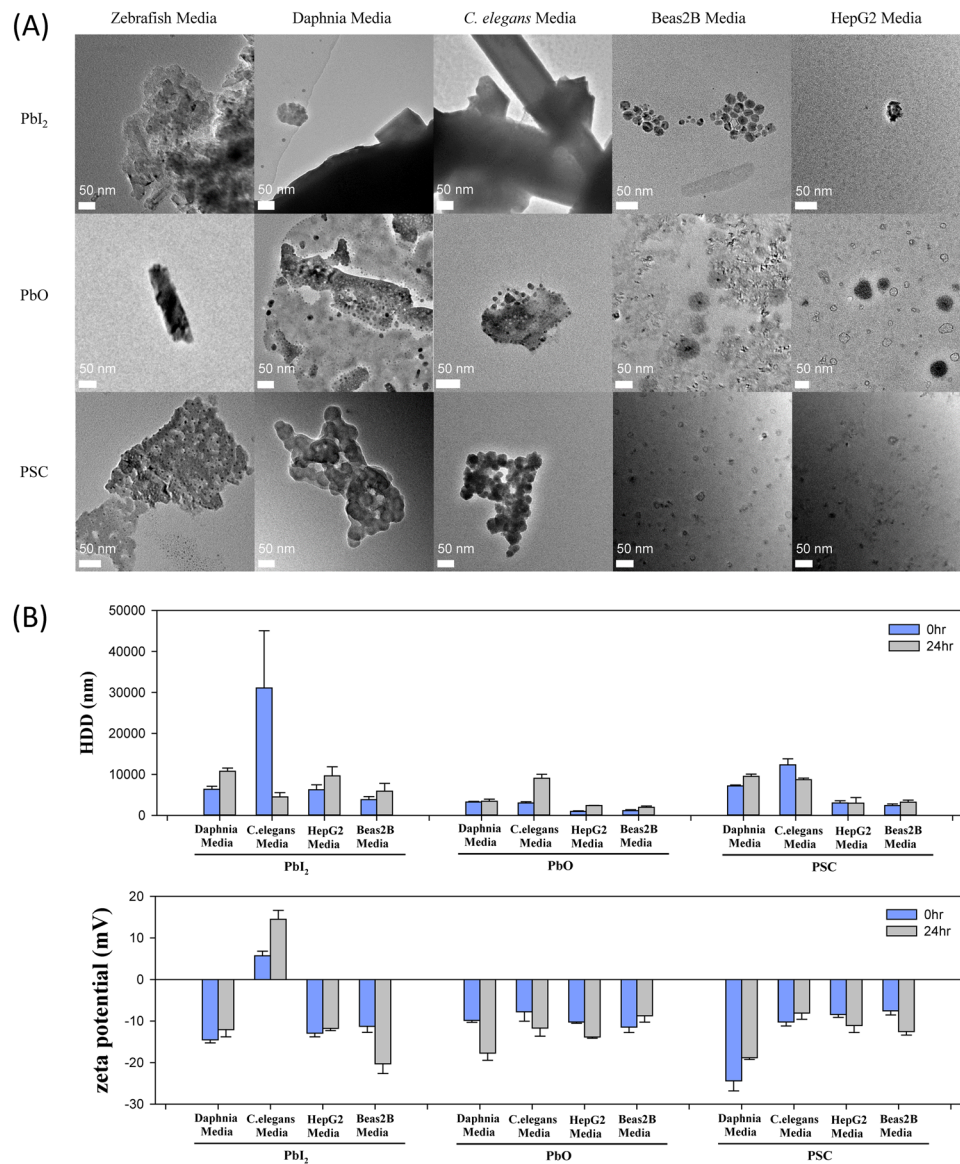 (A)
Zebrafish Media Daphnia Media C. elegans Media Beas2B Media HepG2 Media
PbI₂
50 nm 50 nm 50 nm 50 nm 50 nm
PbO
50 nm 50 nm 50 nm 50 nm 50 nm
PSC
50 nm 50 nm 50 nm 50 nm 50 nm
(B)
HDD (nm)
50000
40000
30000
20000
10000
0
0hr
24hr
Daphnia Media C.elegans Media HepG2 Media Beas2B Media Daphnia Media C.elegans Media HepG2 Media Beas2B Media Daphnia Media C.elegans Media HepG2 Media Beas2B Media
PbI₂ PbO PSC
zeta potential (mV)
20
10
0
-10
-20
-30
0hr
24hr
Daphnia Media C.elegans Media HepG2 Media Beas2B Media Daphnia Media C.elegans Media HepG2 Media Beas2B Media Daphnia Media C.elegans Media HepG2 Media Beas2B Media
PbI₂ PbO PSC